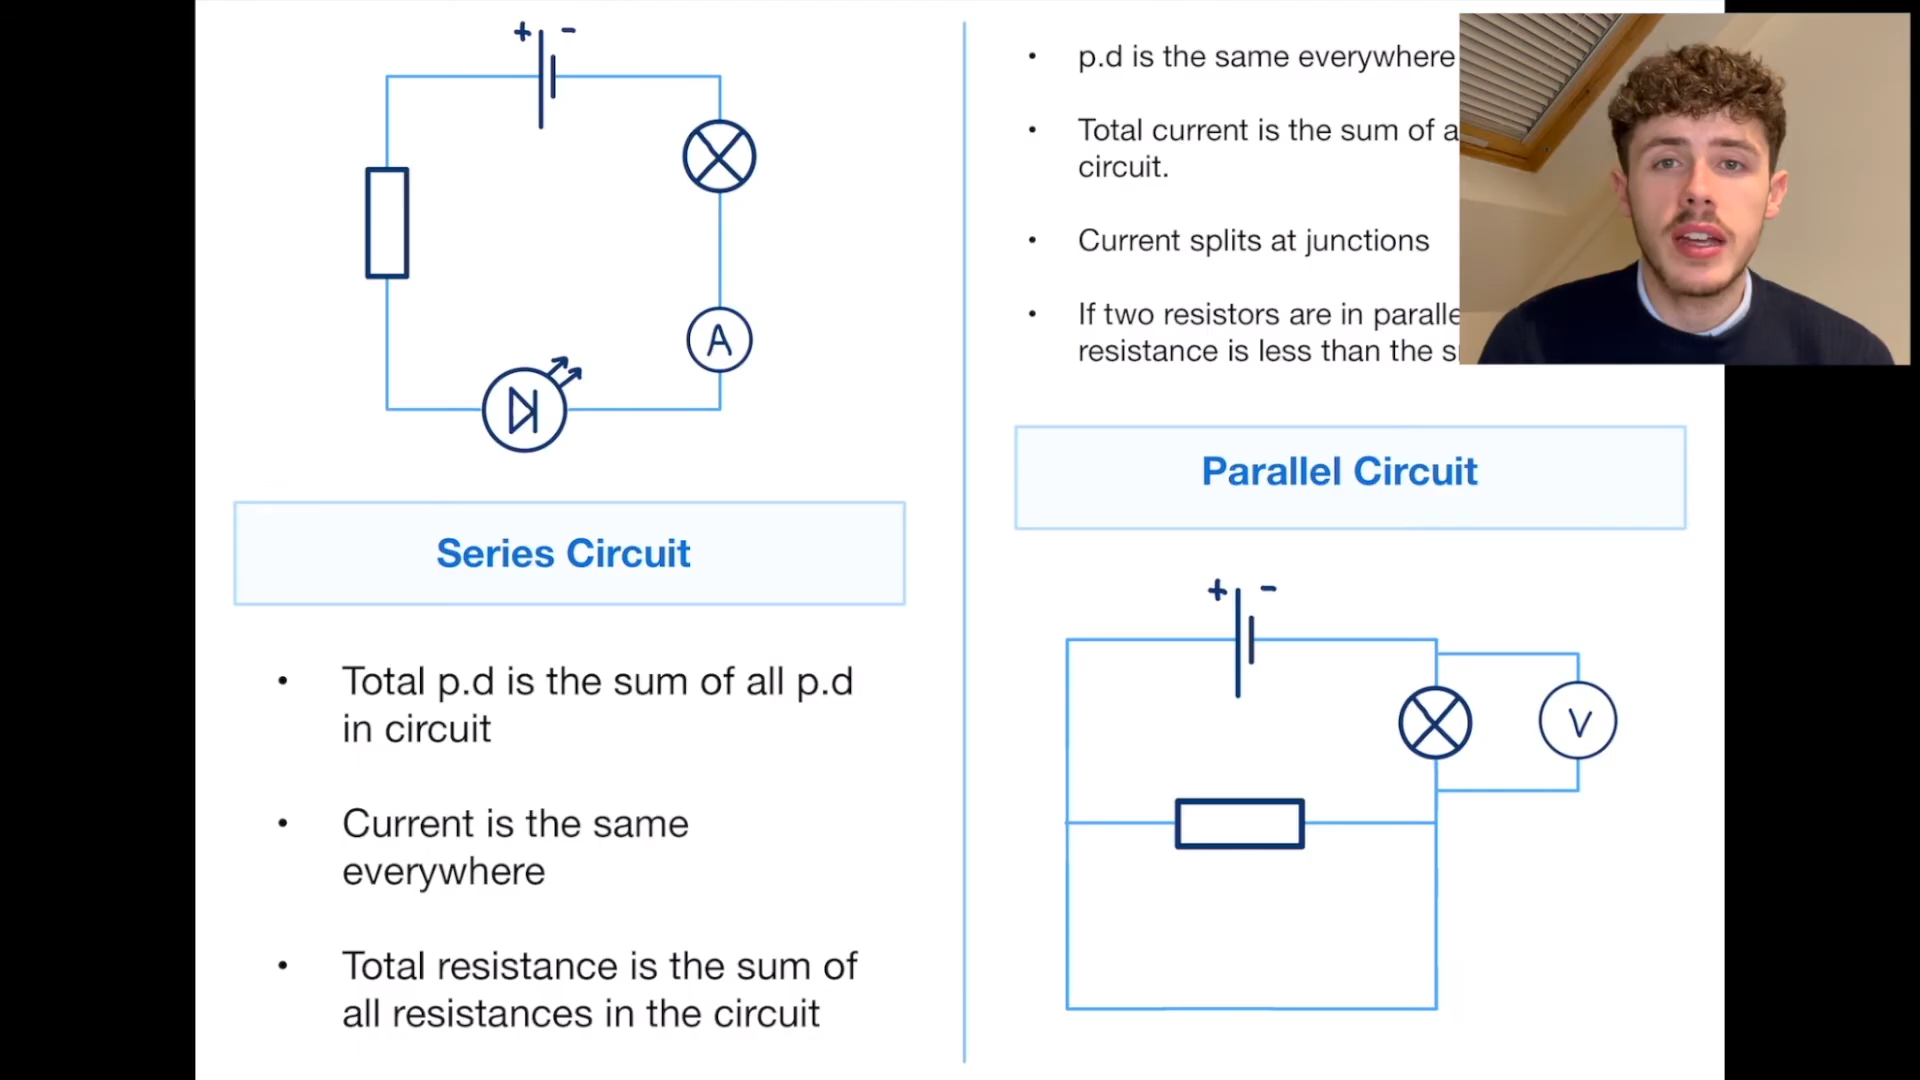 + -
A
Series Circuit
• Total p.d is the sum of all p.d
in circuit
• Current is the same
everywhere
• Total resistance is the sum of
all resistances in the circuit
• p.d is the same everywhere
• Total current is the sum of
circuit.
• Current splits at junctions
• If two resistors are in
resistance is less than the
Parallel Circuit
+ -
V